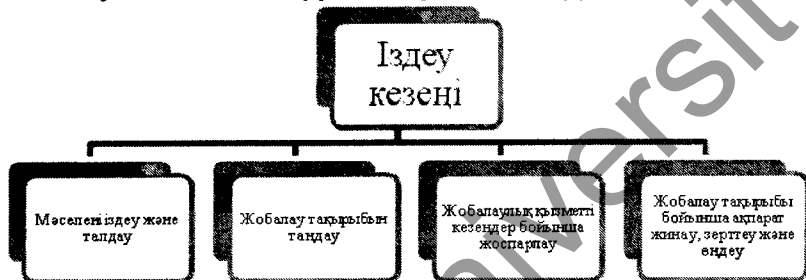 Іздеу
кезеңі
Мәселені іздеу және
талдау
Жобалау тақырыбын
таңдау
Жобалаулық қызметті
кезеңдер бойынша
жоспарлау
Жобалау тақырыбы
бойынша ақпарат
жинау, зерттеу және
өңдеу